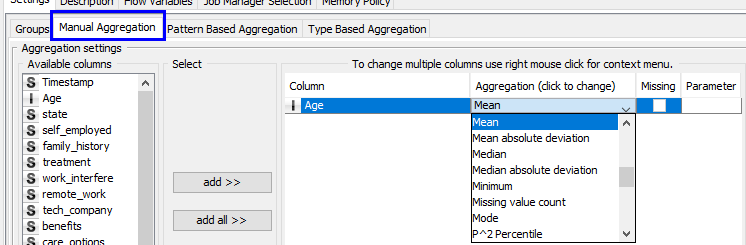 Settings Description Flow Variables Job Manager Selection Memory Policy
Groups Manual Aggregation Pattern Based Aggregation Type Based Aggregation
Aggregation settings
Available columns
S Timestamp
I Age
S state
S self_employed
S family_history
S treatment
S work_interfere
S remote_work
S tech_company
S benefits
S care_options
Select
add >>
add all >>
To change multiple columns use right mouse click for context menu.
Column Aggregation (click to change) Missing Parameter
I Age Mean
Mean
Mean absolute deviation
Median
Median absolute deviation
Minimum
Missing value count
Mode
P^2 Percentile